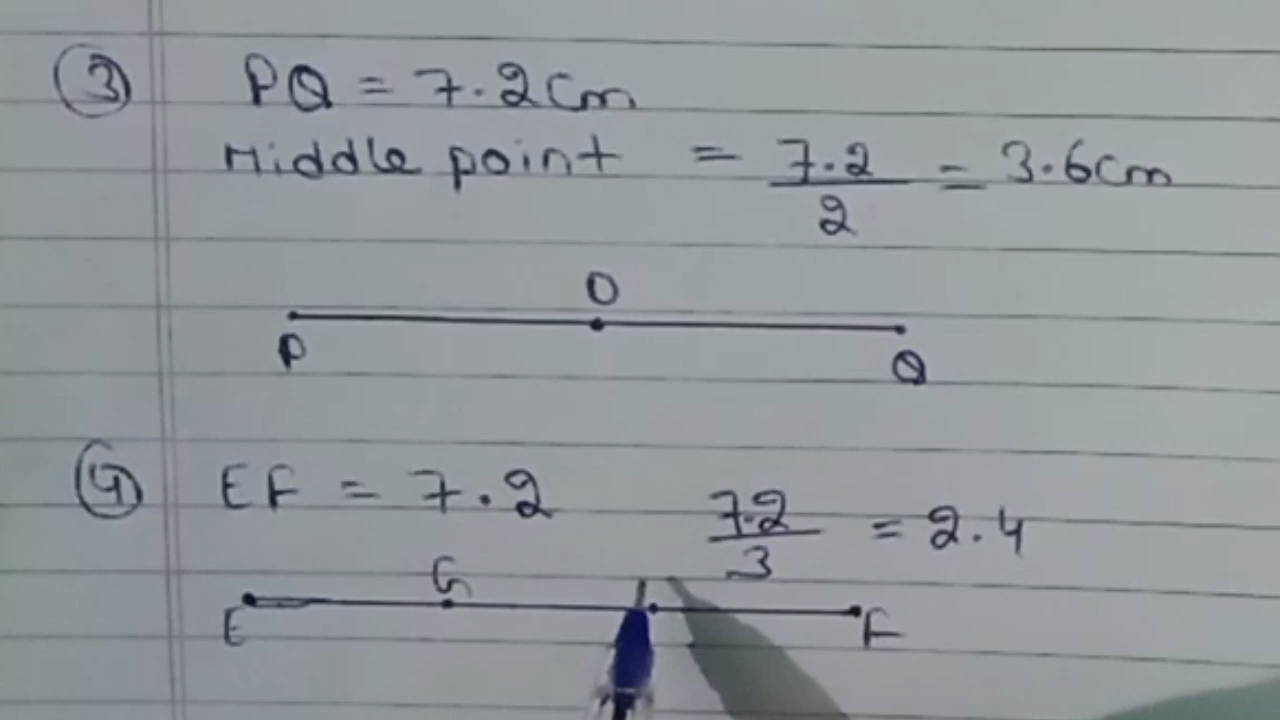 ③ PQ = 7.2cm
Middle point = 7.2/2 = 3.6cm
O
P Q
④ EF = 7.2 7.2/3 = 2.4
G
E F